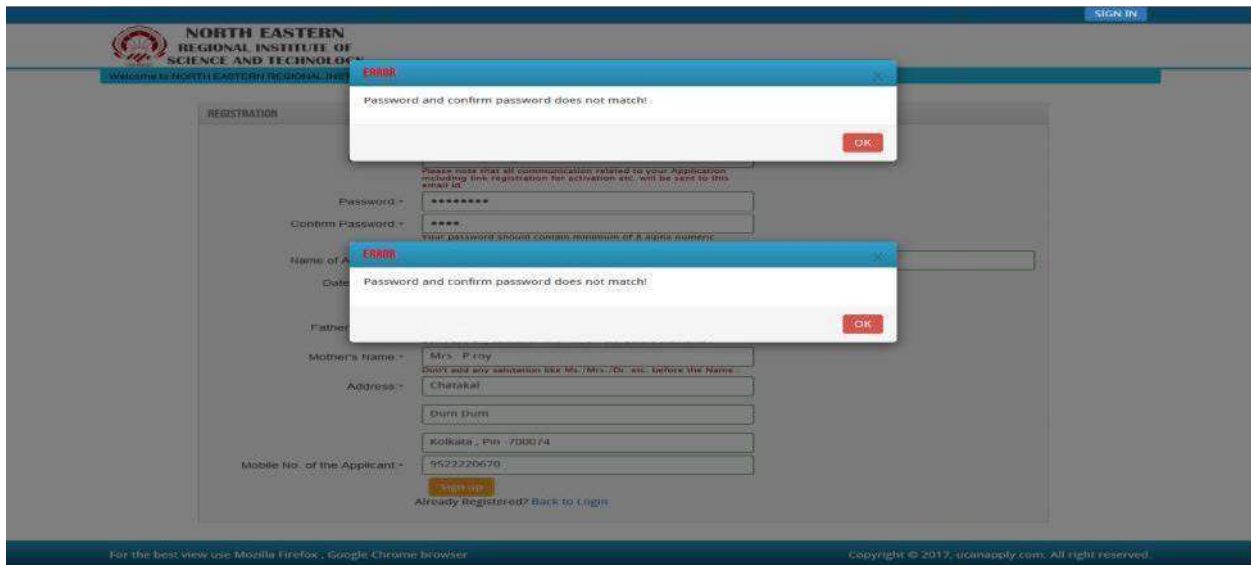 SIGN IN
NORTH EASTERN
REGIONAL INSTITUTE OF
SCIENCE AND TECHNOLOGY
Welcome to NORTH EASTERN REGIONAL
ERROR
×
Password and confirm password does not match!
REGISTRATION
OK
Please note that all communication related to your Application
including link registration for activation etc. will be sent to this
email id.
Password * ********
Confirm Password * ****
Your password should contain minimum of 8 alpha numeric
ERROR
×
Name of
Date
Password and confirm password does not match!
Father
OK
Mother's Name * Mrs. P roy
Don't add any salutation like Ms./Mrs./Dr. etc. before the Name
Address * Chatakal
Dum Dum
Kolkata , Pin -700074
Mobile No. of the Applicant * 9522220670
Sign up
Already Registered? Back to Login
For the best view use Mozilla Firefox , Google Chrome browser
Copyright © 2017, ucanapply.com. All right reserved.